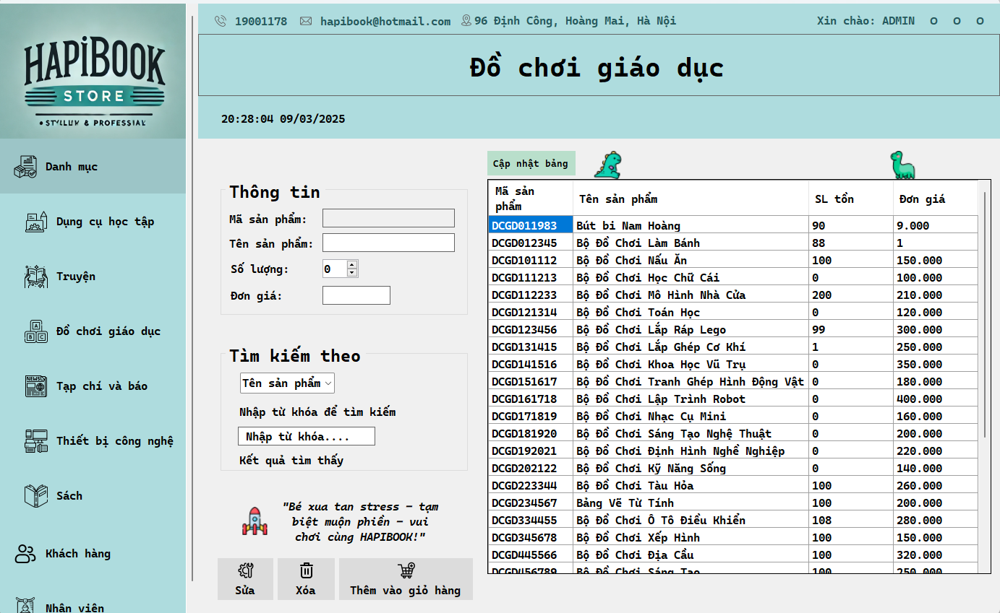 HAPiBOOK
STORE
19001178 hapibook@hotmail.com 96 Định Công, Hoàng Mai, Hà Nội Xin chào: ADMIN O O O
Đồ chơi giáo dục
20:28:04 09/03/2025
Danh mục
Dụng cụ học tập
Truyện
Đồ chơi giáo dục
Tạp chí và báo
Thiết bị công nghệ
Sách
Khách hàng
Nhân viên
Thông tin
Mã sản phẩm:
Tên sản phẩm:
Số lượng: 0
Đơn giá:
Tìm kiếm theo
Tên sản phẩm
Nhập từ khóa để tìm kiếm
Nhập từ khóa....
Kết quả tìm thấy
"Bé xua tan stress – tạm
biệt muộn phiền – vui
chơi cùng HAPIBOOK!"
Sửa Xóa Thêm vào giỏ hàng
Cập nhật bảng
Mã sản phẩm Tên sản phẩm SL tồn Đơn giá
DCGD011983 Bút bi Nam Hoàng 90 9.000
DCGD012345 Bộ Đồ Chơi Làm Bánh 88 1
DCGD101112 Bộ Đồ Chơi Nấu Ăn 100 150.000
DCGD111213 Bộ Đồ Chơi Học Chữ Cái 0 100.000
DCGD112233 Bộ Đồ Chơi Mô Hình Nhà Cửa 200 210.000
DCGD121314 Bộ Đồ Chơi Toán Học 0 120.000
DCGD123456 Bộ Đồ Chơi Lắp Ráp Lego 99 300.000
DCGD131415 Bộ Đồ Chơi Lắp Ghép Cơ Khí 1 250.000
DCGD141516 Bộ Đồ Chơi Khoa Học Vũ Trụ 0 350.000
DCGD151617 Bộ Đồ Chơi Tranh Ghép Hình Động Vật 0 180.000
DCGD161718 Bộ Đồ Chơi Lập Trình Robot 0 400.000
DCGD171819 Bộ Đồ Chơi Nhạc Cụ Mini 0 160.000
DCGD181920 Bộ Đồ Chơi Sáng Tạo Nghệ Thuật 0 200.000
DCGD192021 Bộ Đồ Chơi Định Hình Nghề Nghiệp 0 220.000
DCGD202122 Bộ Đồ Chơi Kỹ Năng Sống 0 140.000
DCGD223344 Bộ Đồ Chơi Tàu Hỏa 100 260.000
DCGD234567 Bảng Vẽ Từ Tính 100 200.000
DCGD334455 Bộ Đồ Chơi Ô Tô Điều Khiển 108 280.000
DCGD345678 Bộ Đồ Chơi Xếp Hình 100 150.000
DCGD445566 Bộ Đồ Chơi Địa Cầu 100 320.000
DCGD456789 Bộ Đồ Chơi Sáng Tạo 100 250.000